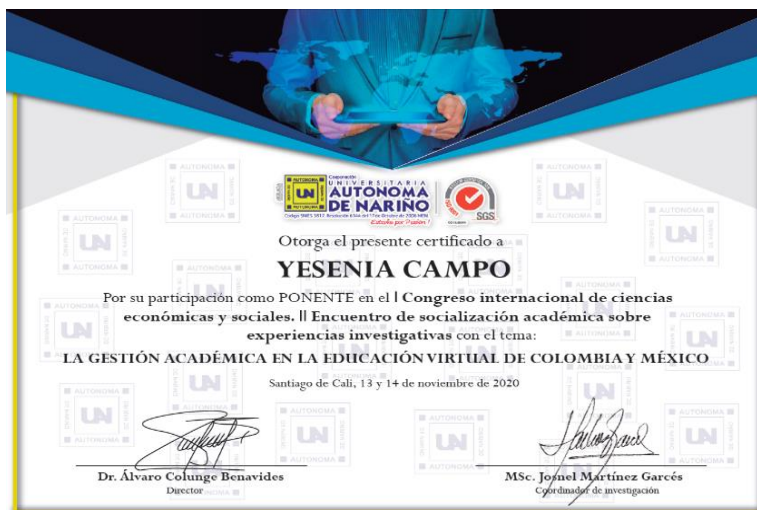 Corporación
UNIVERSITARIA
AUTONOMA
DE NARIÑO
Estudio por Pasión !
UN
SGS
Otorga el presente certificado a
YESENIA CAMPO
Por su participación como PONENTE en el I Congreso internacional de ciencias
económicas y sociales. II Encuentro de socialización académica sobre
experiencias investigativas con el tema:
LA GESTIÓN ACADÉMICA EN LA EDUCACIÓN VIRTUAL DE COLOMBIA Y MÉXICO
Santiago de Cali, 13 y 14 de noviembre de 2020
Dr. Álvaro Colunge Benavides
Director
MSc. Josnel Martínez Garcés
Coordinador de investigación